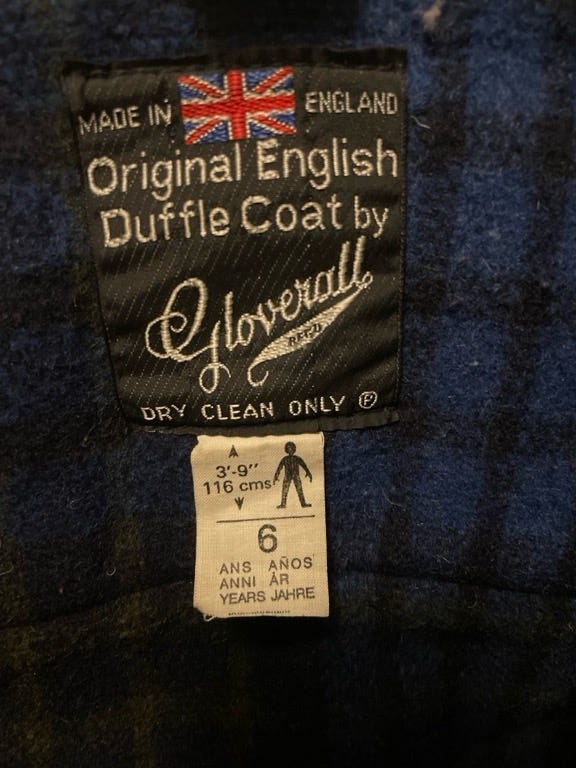 MADE IN ENGLAND
Original English
Duffle Coat by
Gloverall
REG'D
DRY CLEAN ONLY Ⓟ
3'-9"
116 cms
6
ANS AÑOS
ANNI ÅR
YEARS JAHRE